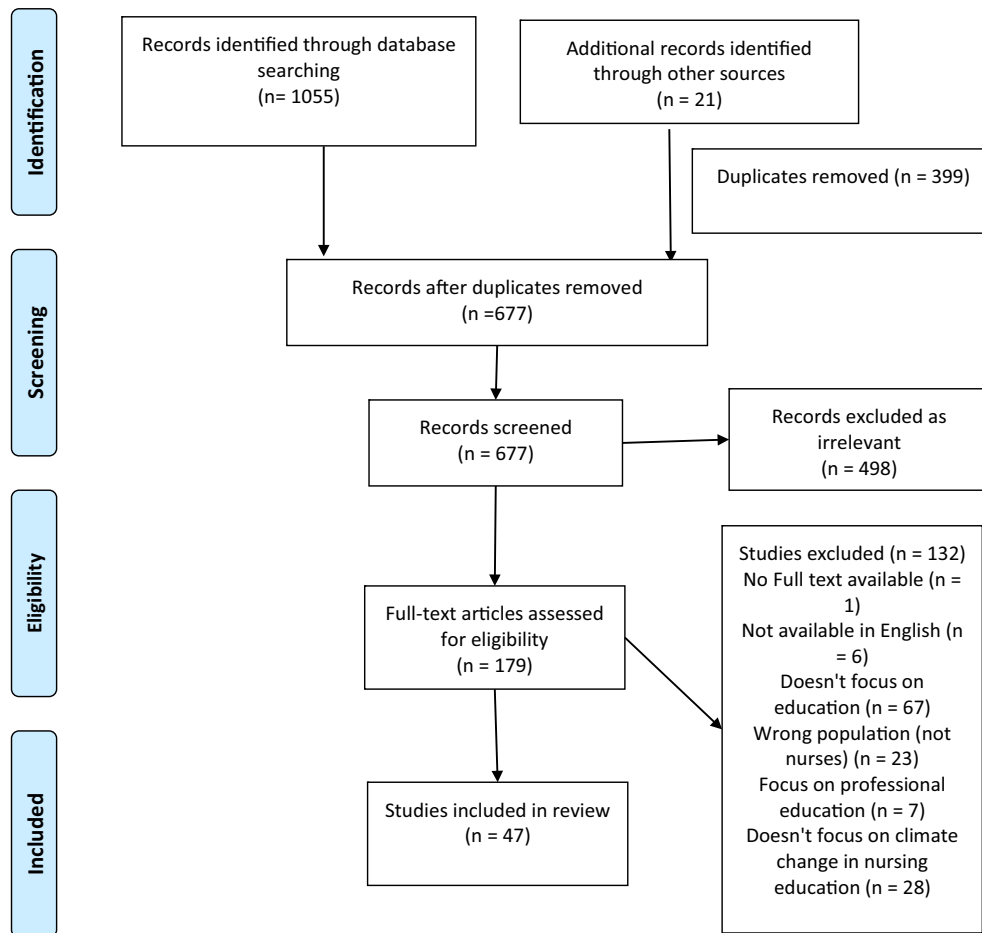 Identification
Records identified through database
searching
(n= 1055)
Additional records identified
through other sources
(n = 21)
Duplicates removed (n = 399)
Screening
Records after duplicates removed
(n =677)
Records screened
(n = 677)
Records excluded as
irrelevant
(n = 498)
Eligibility
Full-text articles assessed
for eligibility
(n = 179)
Studies excluded (n = 132)
No Full text available (n =
1)
Not available in English (n
= 6)
Doesn't focus on
education (n = 67)
Wrong population (not
nurses) (n = 23)
Focus on professional
education (n = 7)
Doesn't focus on climate
change in nursing
education (n = 28)
Included
Studies included in review
(n = 47)